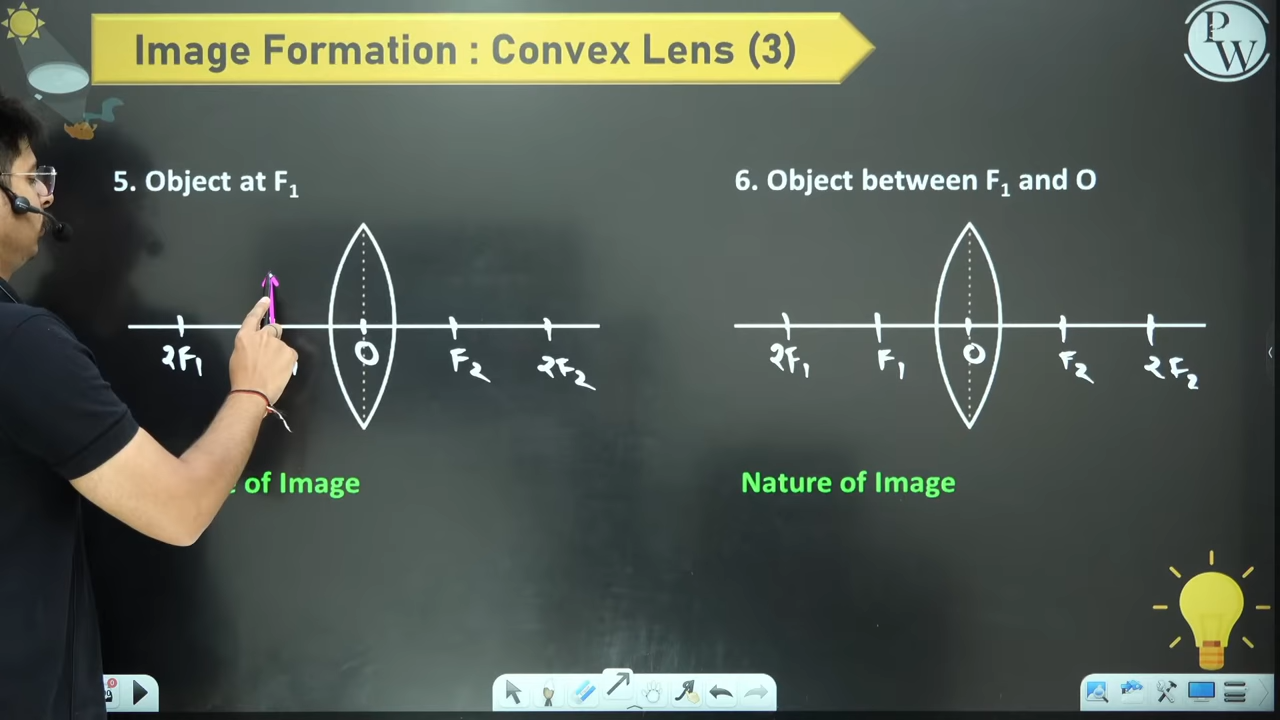 Image Formation : Convex Lens (3)
PW
5. Object at F₁
2F₁ O F₂ 2F₂
of Image
6. Object between F₁ and O
2F₁ F₁ O F₂ 2F₂
Nature of Image